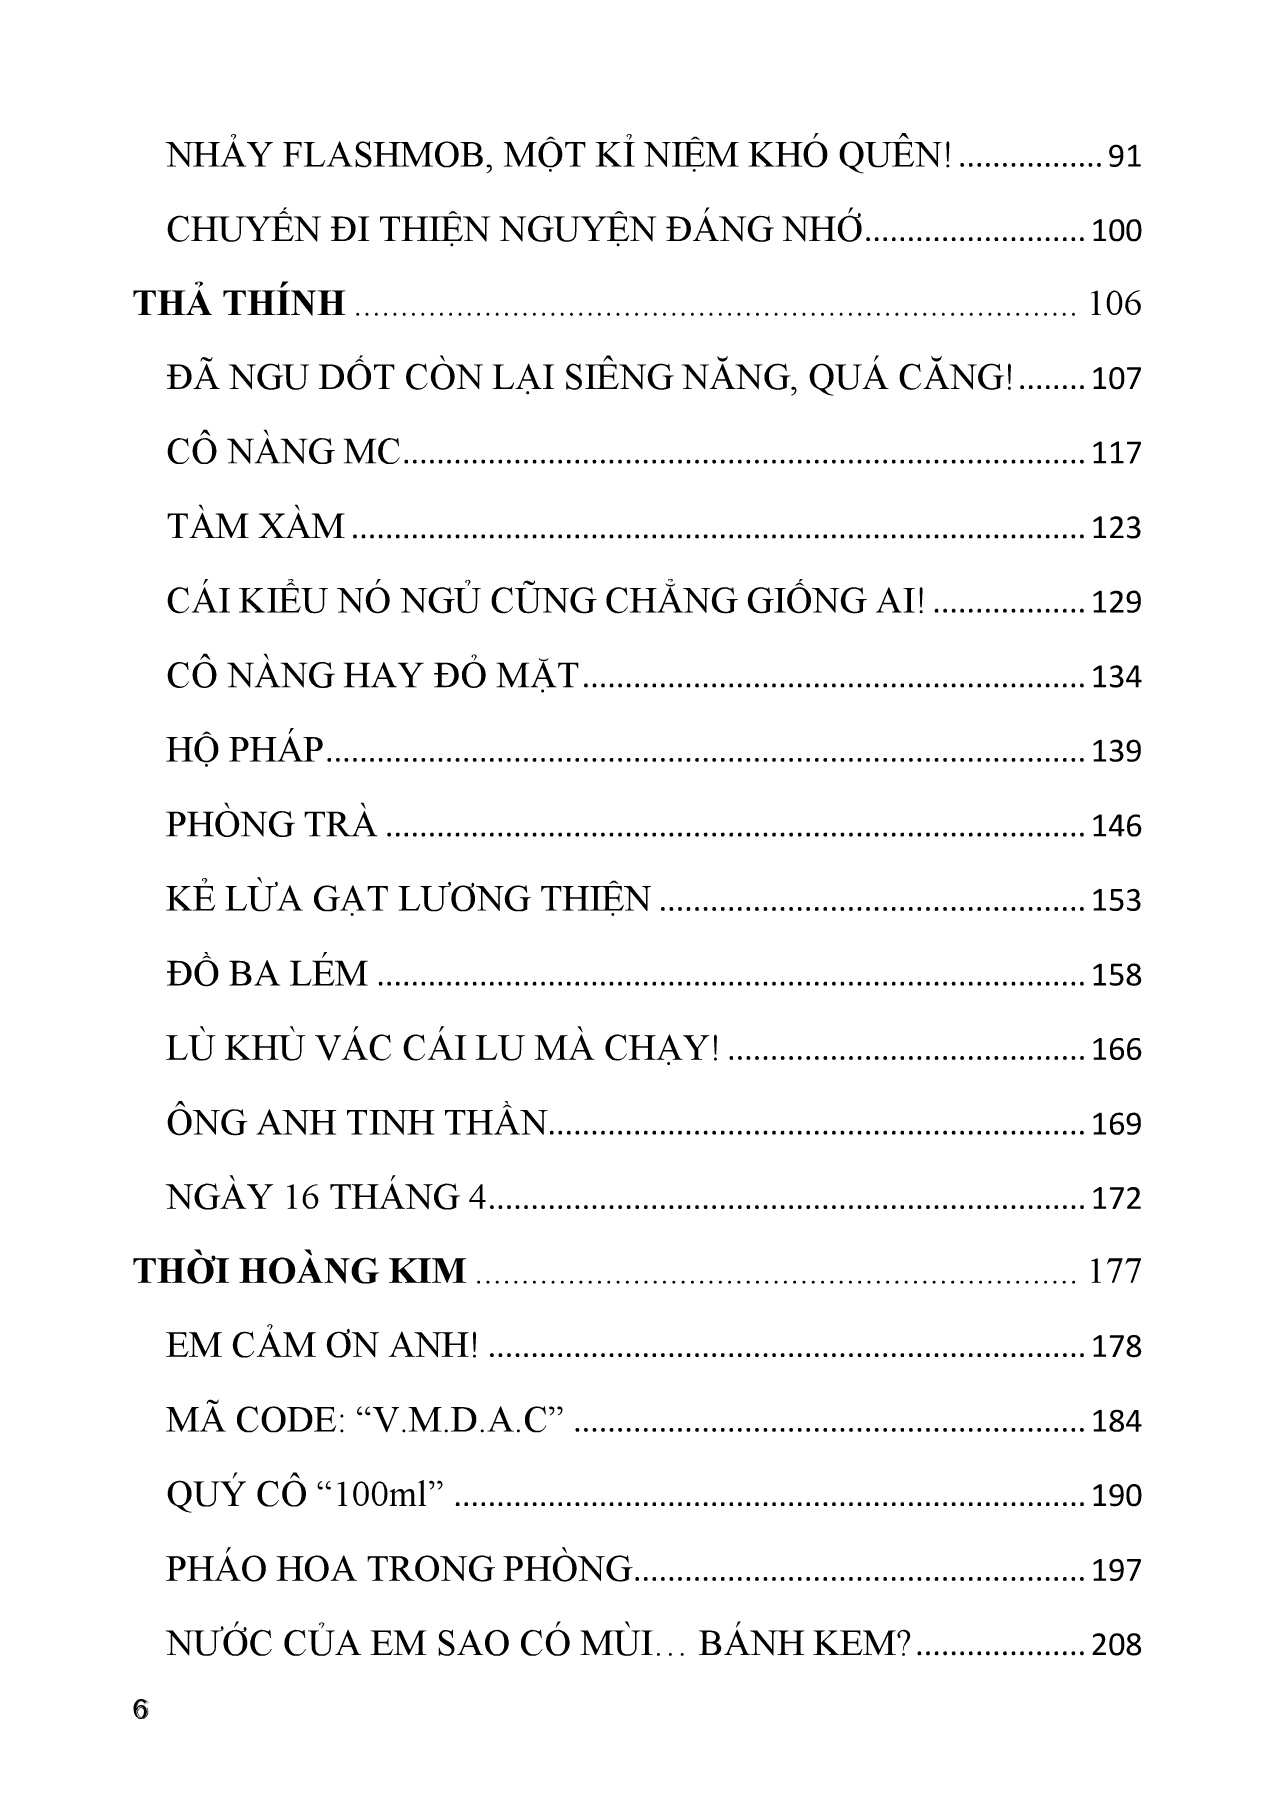 NHẢY FLASHMOB, MỘT KỈ NIỆM KHÓ QUÊN! ................. 91
CHUYẾN ĐI THIỆN NGUYỆN ĐÁNG NHỚ.......................... 100
THẢ THÍNH ................................................................................ 106
ĐÃ NGU DỐT CÒN LẠI SIÊNG NĂNG, QUÁ CĂNG! ........ 107
CÔ NÀNG MC................................................................................ 117
TÀM XÀM ...................................................................................... 123
CÁI KIỂU NÓ NGỦ CŨNG CHẲNG GIỐNG AI! .................. 129
CÔ NÀNG HAY ĐỎ MẶT........................................................... 134
HỘ PHÁP......................................................................................... 139
PHÒNG TRÀ .................................................................................. 146
KẺ LỪA GẠT LƯƠNG THIỆN .................................................. 153
ĐỒ BA LÉM ................................................................................... 158
LÙ KHÙ VÁC CÁI LU MÀ CHẠY! .......................................... 166
ÔNG ANH TINH THẦN............................................................... 169
NGÀY 16 THÁNG 4...................................................................... 172
THỜI HOÀNG KIM .................................................................. 177
EM CẢM ƠN ANH! ...................................................................... 178
MÃ CODE: “V.M.D.A.C” ............................................................ 184
QUÝ CÔ “100ml” .......................................................................... 190
PHÁO HOA TRONG PHÒNG..................................................... 197
NƯỚC CỦA EM SAO CÓ MÙI… BÁNH KEM? .................... 208
6